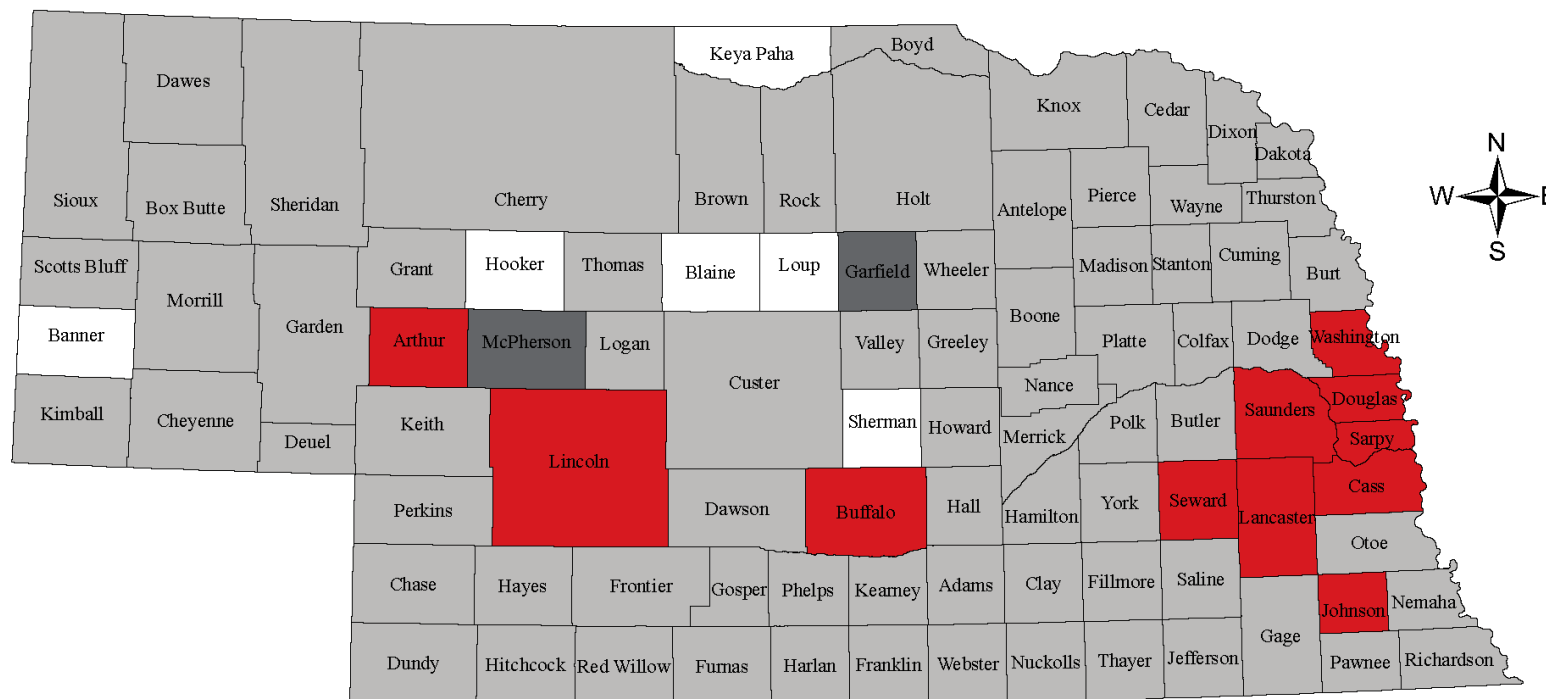 Keya Paha
Boyd
Dawes
Knox
Cedar
Dixon
Dakota
N
W
E
S
Sioux
Box Butte
Sheridan
Cherry
Brown
Rock
Holt
Antelope
Pierce
Wayne
Thurston
Scotts Bluff
Morrill
Grant
Hooker
Thomas
Blaine
Loup
Garfield
Wheeler
Madison
Stanton
Cuming
Burt
Banner
Garden
Arthur
McPherson
Logan
Custer
Valley
Greeley
Boone
Platte
Colfax
Dodge
Washington
Kimball
Cheyenne
Deuel
Keith
Lincoln
Sherman
Howard
Nance
Merrick
Polk
Butler
Saunders
Douglas
Sarpy
Perkins
Dawson
Buffalo
Hall
Hamilton
York
Seward
Lancaster
Cass
Otoe
Chase
Hayes
Frontier
Gosper
Phelps
Kearney
Adams
Clay
Fillmore
Saline
Gage
Johnson
Nemaha
Dundy
Hitchcock
Red Willow
Furnas
Harlan
Franklin
Webster
Nuckolls
Thayer
Jefferson
Pawnee
Richardson